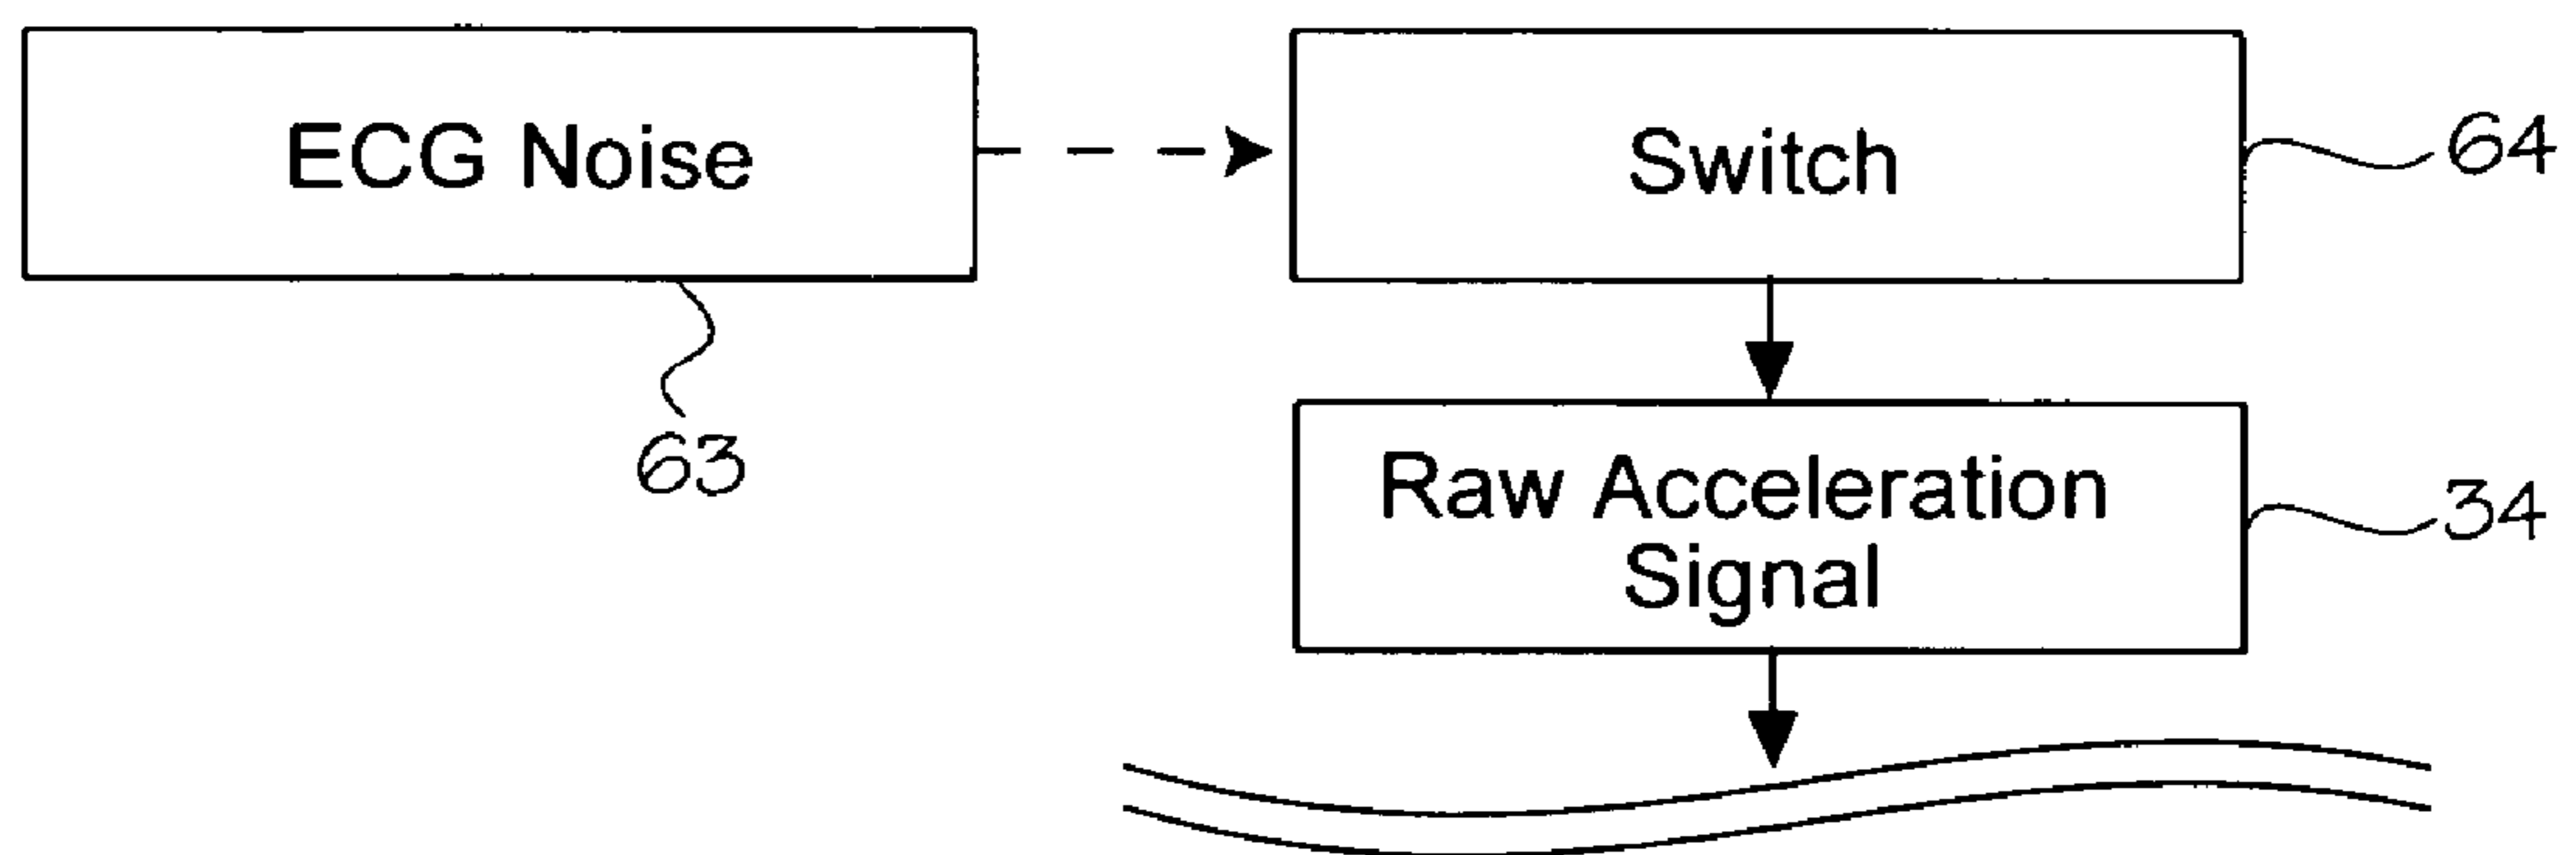 ECG Noise
Switch
64
63
Raw Acceleration
Signal
34